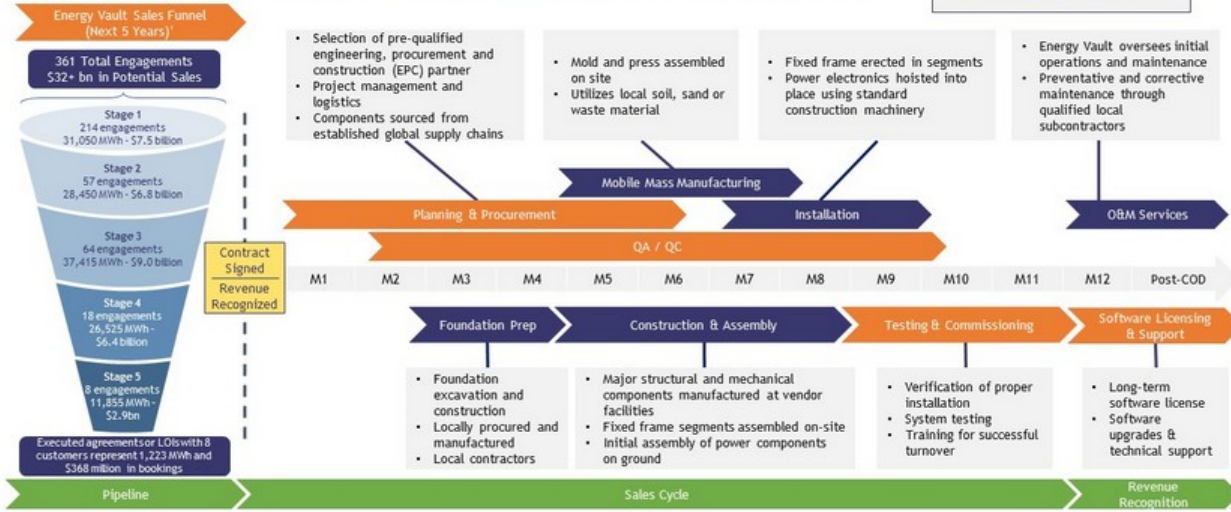 Energy Vault Sales Funnel
(Next 5 Years)'
361 Total Engagements
$32+ bn in Potential Sales
Stage 1
214 engagements
31,050 MWh - $7.5 billion
Stage 2
57 engagements
28,450 MWh - $6.8 billion
Stage 3
64 engagements
37,415 MWh - $9.0 billion
Stage 4
18 engagements
26,525 MWh -
$6.4 billion
Stage 5
8 engagements
11,855 MWh -
$2.9bn
Executed agreements or LOIs with 8
customers represent 1,223 MWh and
$368 million in bookings
Contract
Signed
Revenue
Recognized
• Selection of pre-qualified
engineering, procurement and
construction (EPC) partner
• Project management and
logistics
• Components sourced from
established global supply chains
• Mold and press assembled
on site
• Utilizes local soil, sand or
waste material
• Fixed frame erected in segments
• Power electronics hoisted into
place using standard
construction machinery
• Energy Vault oversees initial
operations and maintenance
• Preventative and corrective
maintenance through
qualified local
subcontractors
Mobile Mass Manufacturing
Planning & Procurement
Installation
O&M Services
QA / QC
M1 M2 M3 M4 M5 M6 M7 M8 M9 M10 M11 M12 Post-COD
Foundation Prep
Construction & Assembly
Testing & Commissioning
Software Licensing
& Support
• Foundation
excavation and
construction
• Locally procured and
manufactured
• Local contractors
• Major structural and mechanical
components manufactured at vendor
facilities
• Fixed frame segments assembled on-site
• Initial assembly of power components
on ground
• Verification of proper
installation
• System testing
• Training for successful
turnover
• Long-term
software license
• Software
upgrades &
technical support
Pipeline
Sales Cycle
Revenue
Recognition